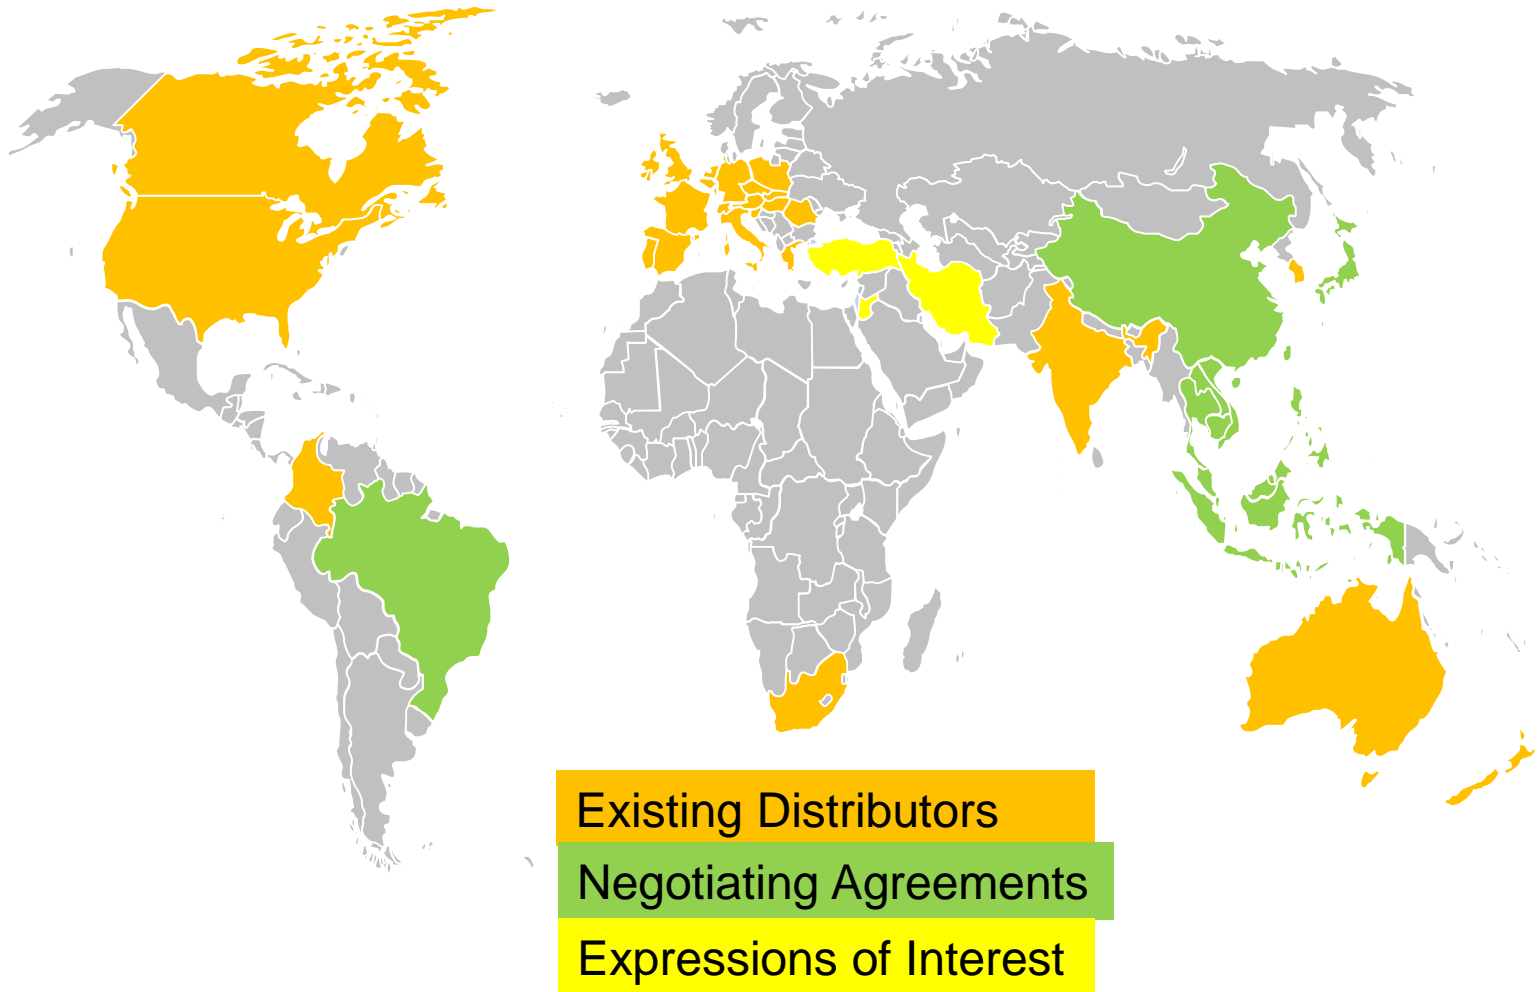 Existing Distributors
Negotiating Agreements
Expressions of Interest